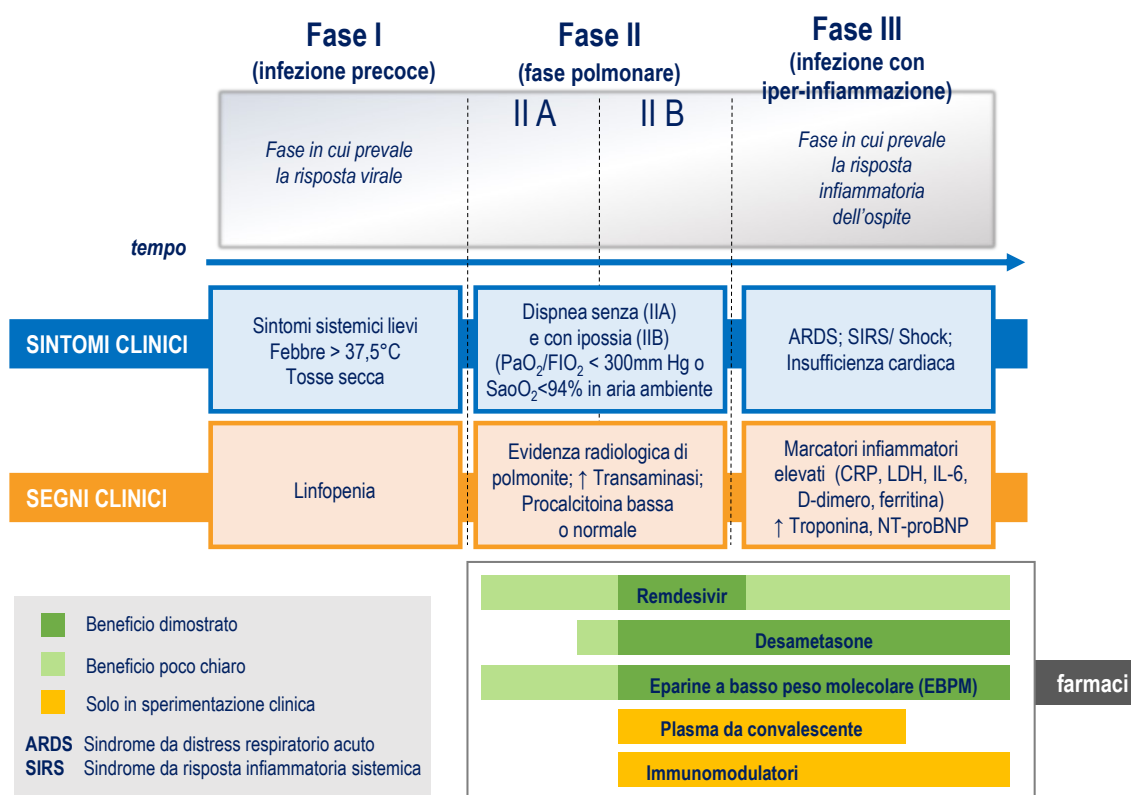 Fase I
(infezione precoce)
Fase II
(fase polmonare)
Fase III
(infezione con
iper-infiammazione)
II A
II B
Fase in cui prevale
la risposta virale
Fase in cui prevale
la risposta
infiammatoria
dell'ospite
tempo
SINTOMI CLINICI
Sintomi sistemici lievi
Febbre > 37,5°C
Tosse secca
Dispnea senza (IIA)
e con ipossia (IIB)
(PaO2/FIO2 < 300mm Hg o
SaoO2<94% in aria ambiente
ARDS; SIRS/ Shock;
Insufficienza cardiaca
SEGNI CLINICI
Linfopenia
Evidenza radiologica di
polmonite; ↑ Transaminasi;
Procalcitoina bassa
o normale
Marcatori infiammatori
elevati (CRP, LDH, IL-6,
D-dimero, ferritina)
↑ Troponina, NT-proBNP
Beneficio dimostrato
Beneficio poco chiaro
Solo in sperimentazione clinica
ARDS Sindrome da distress respiratorio acuto
SIRS Sindrome da risposta infiammatoria sistemica
Remdesivir
Desametasone
Eparine a basso peso molecolare (EBPM)
Plasma da convalescente
Immunomodulatori
farmaci